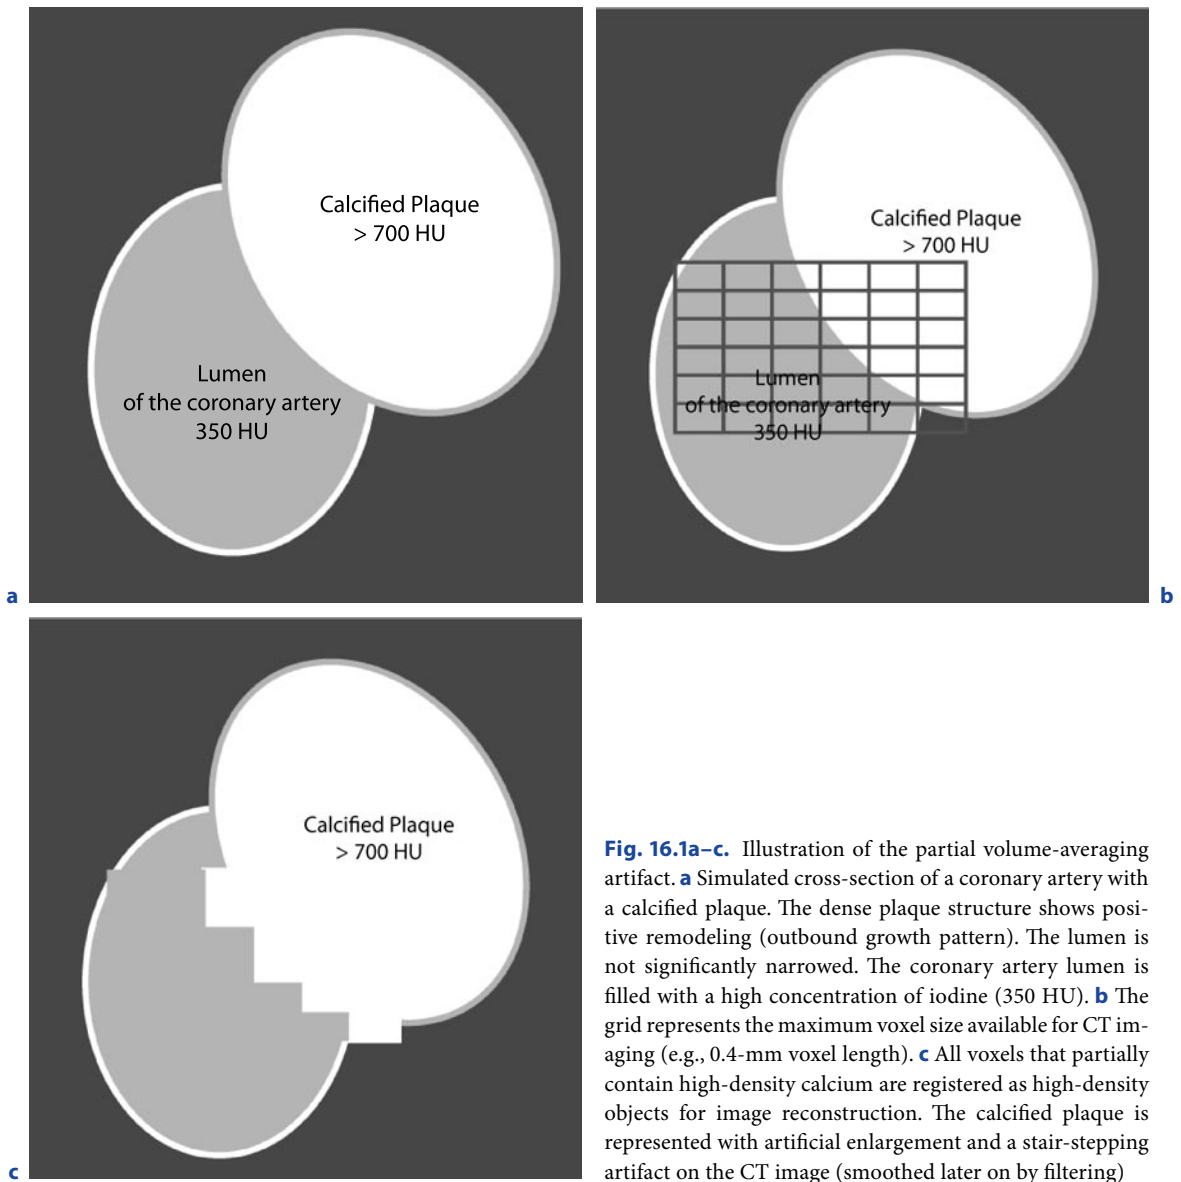 Calcified Plaque
> 700 HU
Lumen
of the coronary artery
350 HU
a
Calcified Plaque
> 700 HU
Lumen
of the coronary artery
350 HU
b
Calcified Plaque
> 700 HU
c
Fig. 16.1a–c. Illustration of the partial volume-averaging
artifact. a Simulated cross-section of a coronary artery with
a calcified plaque. The dense plaque structure shows posi-
tive remodeling (outbound growth pattern). The lumen is
not significantly narrowed. The coronary artery lumen is
filled with a high concentration of iodine (350 HU). b The
grid represents the maximum voxel size available for CT im-
aging (e.g., 0.4-mm voxel length). c All voxels that partially
contain high-density calcium are registered as high-density
objects for image reconstruction. The calcified plaque is
represented with artificial enlargement and a stair-stepping
artifact on the CT image (smoothed later on by filtering)